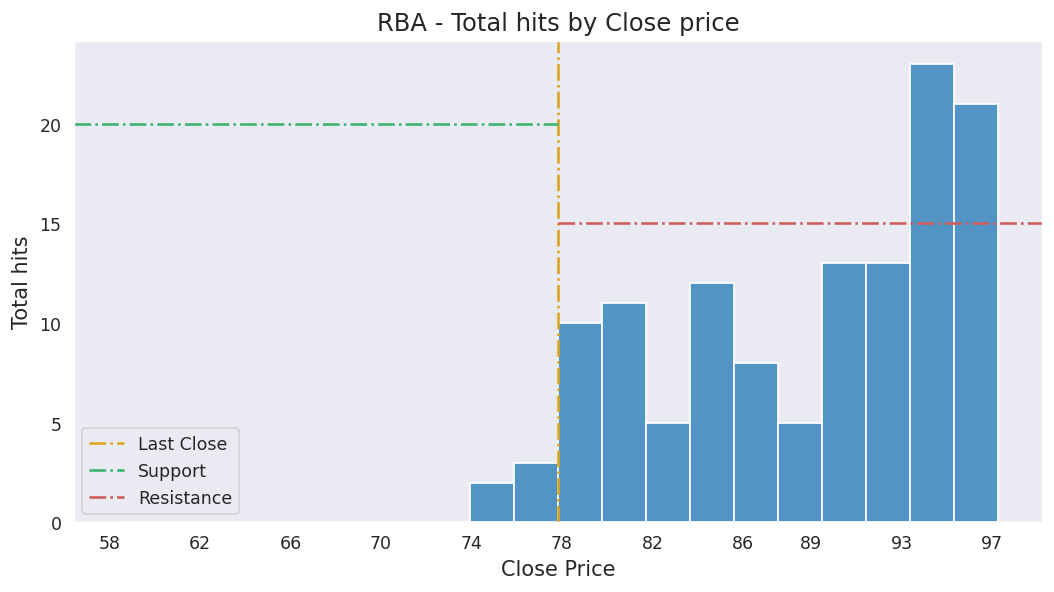 RBA - Total hits by Close price
Total hits
20
15
10
5
0
Last Close
Support
Resistance
58 62 66 70 74 78 82 86 89 93 97
Close Price